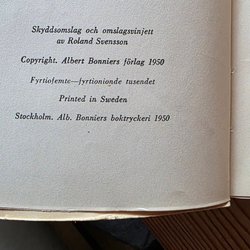 Skyddsomslag och omslagsvinjett
av Roland Svensson
Copyright. Albert Bonniers förlag 1950
Fyrtiofemte—fyrtionionde tusendet
Printed in Sweden
Stockholm. Alb. Bonniers boktryckeri 1950